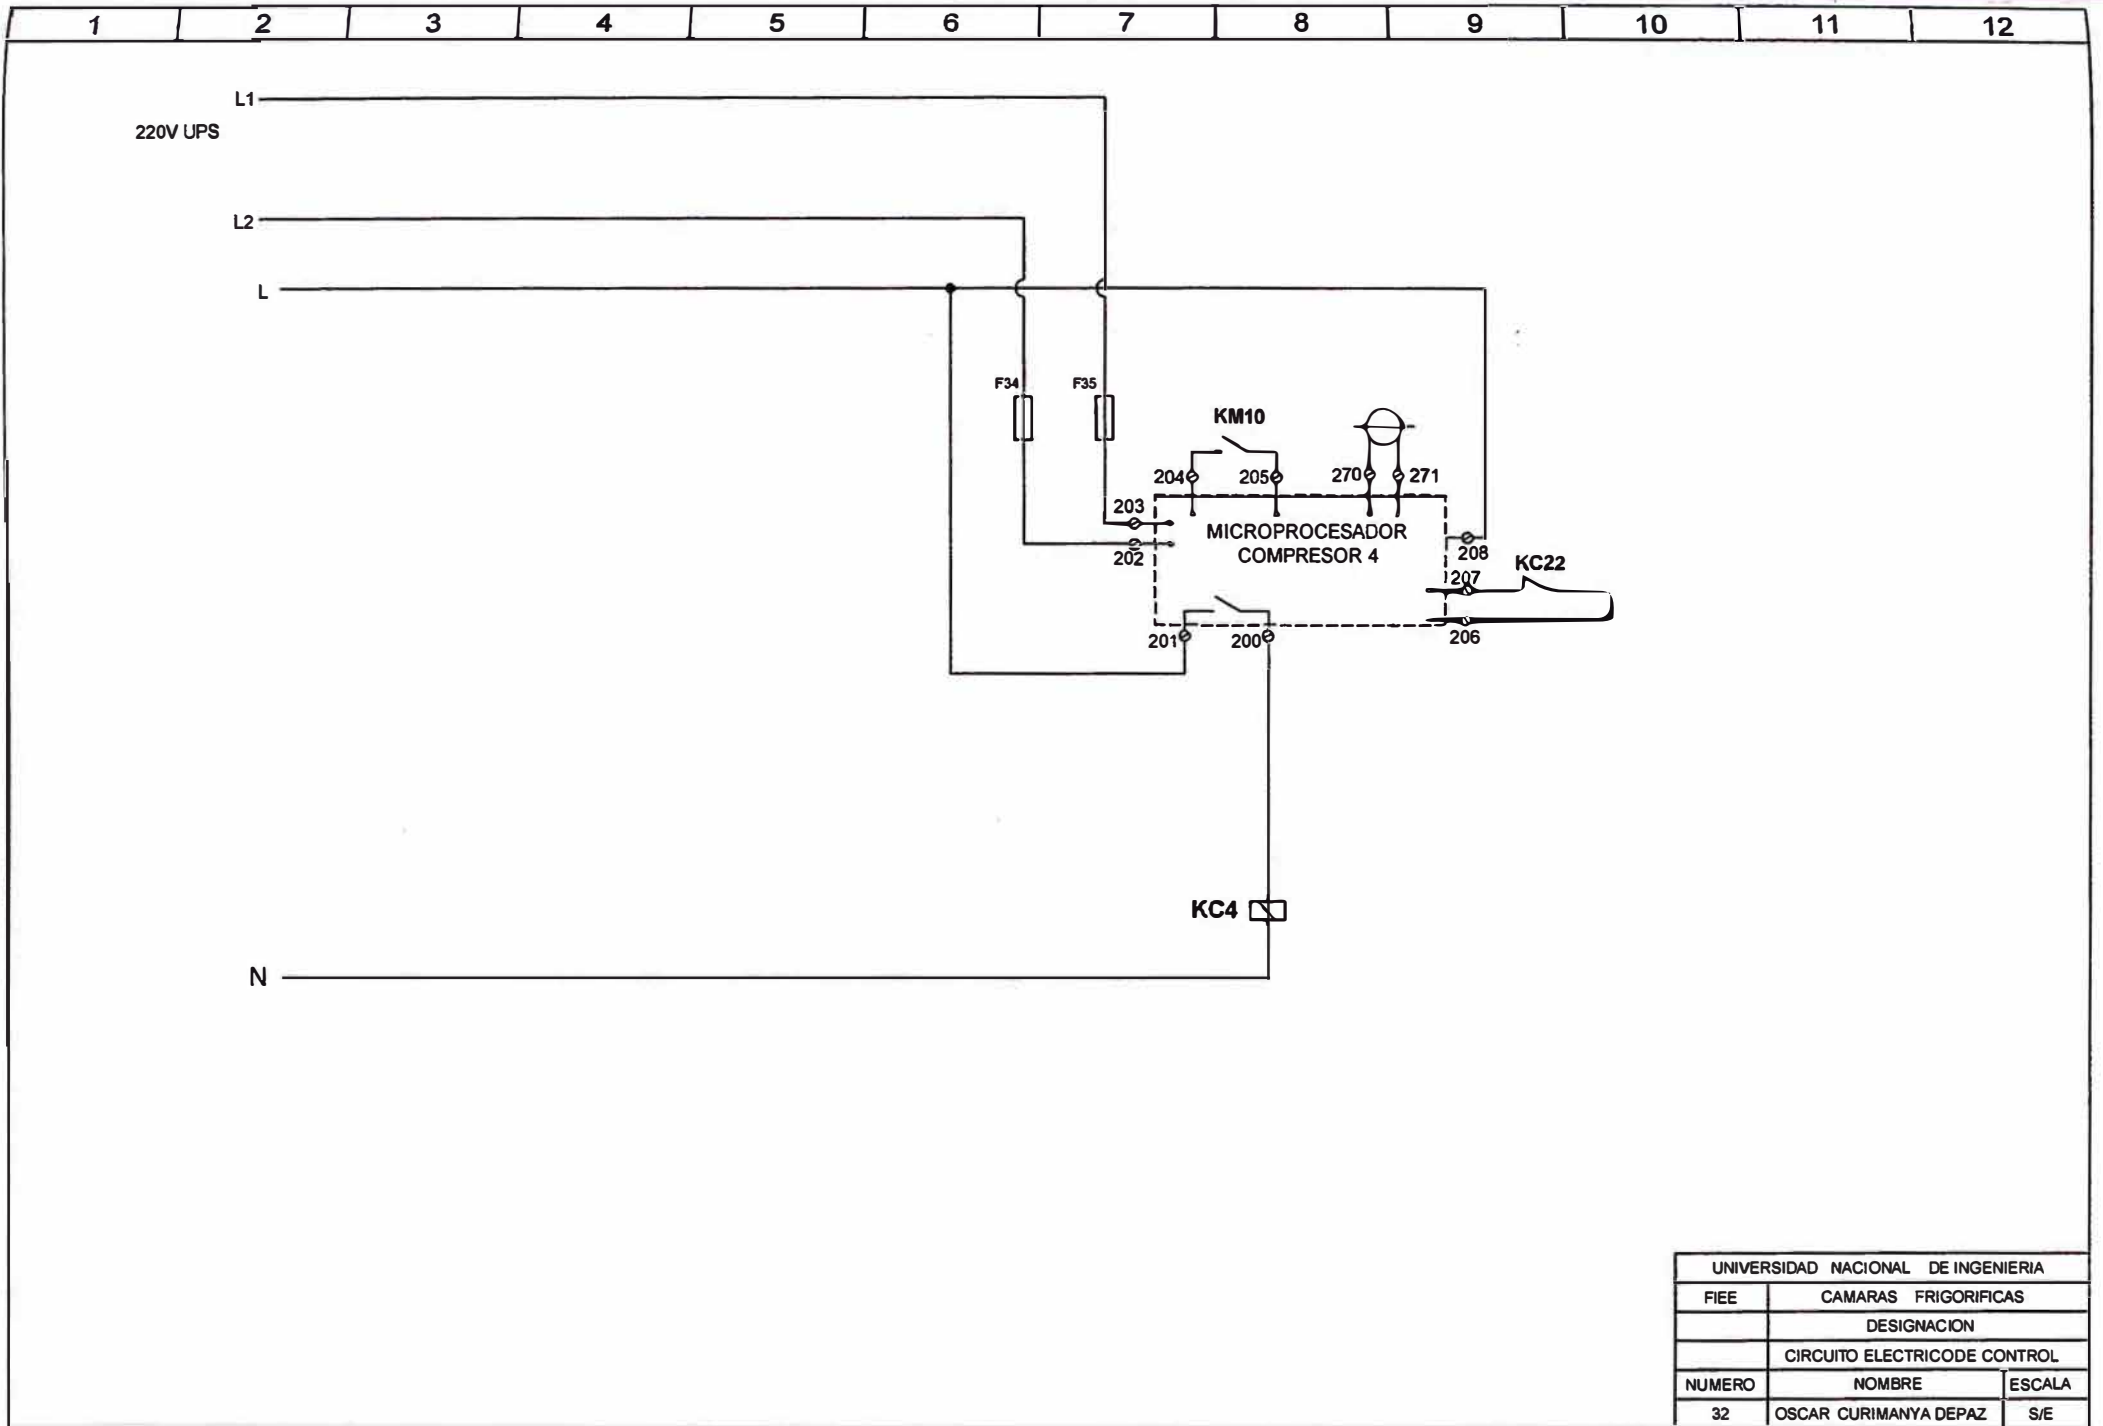 1 2 3 4 5 6 7 8 9 10 11 12
L1
220V UPS
L2
L
F34 F35
KM10
204 205 270 271
203
MICROPROCESADOR
202 COMPRESOR 4 208
KC22
207
201 200 206
KC4
N
UNIVERSIDAD NACIONAL DE INGENIERIA
FIEE CAMARAS FRIGORIFICAS
DESIGNACION
CIRCUITO ELECTRICODE CONTROL
NUMERO NOMBRE ESCALA
32 OSCAR CURIMANYA DEPAZ S/E